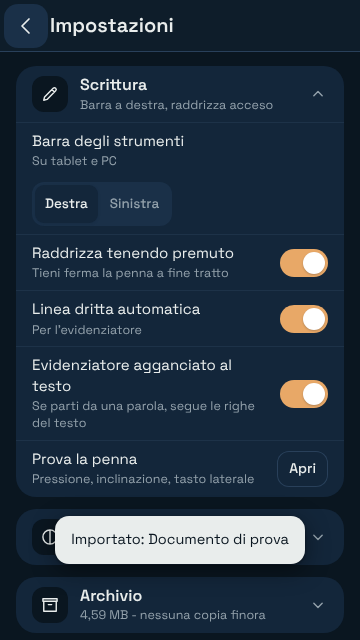 Impostazioni
Scrittura
Barra a destra, raddrizza acceso
Barra degli strumenti
Su tablet e PC
Destra
Sinistra
Raddrizza tenendo premuto
Tieni ferma la penna a fine tratto
Linea dritta automatica
Per l'evidenziatore
Evidenziatore agganciato al
testo
Se parti da una parola, segue le righe
del testo
Prova la penna
Pressione, inclinazione, tasto laterale
Apri
Importato: Documento di prova
Archivio
4,59 MB - nessuna copia finora